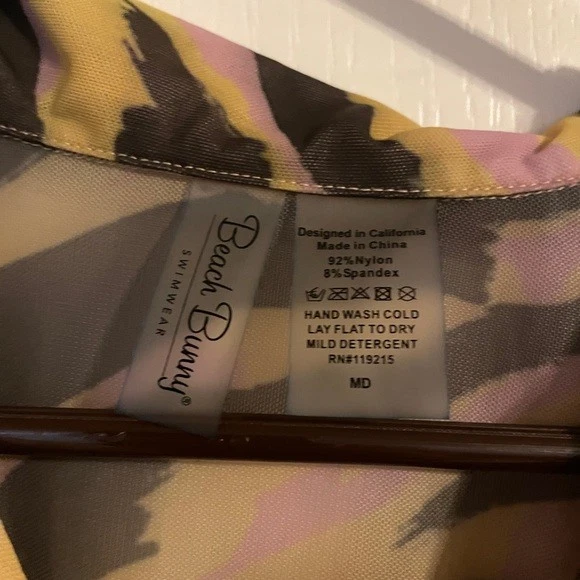 Beach Bunny®
SWIMWEAR
Designed in California
Made in China
92%Nylon
8%Spandex
HAND WASH COLD
LAY FLAT TO DRY
MILD DETERGENT
RN#119215
MD